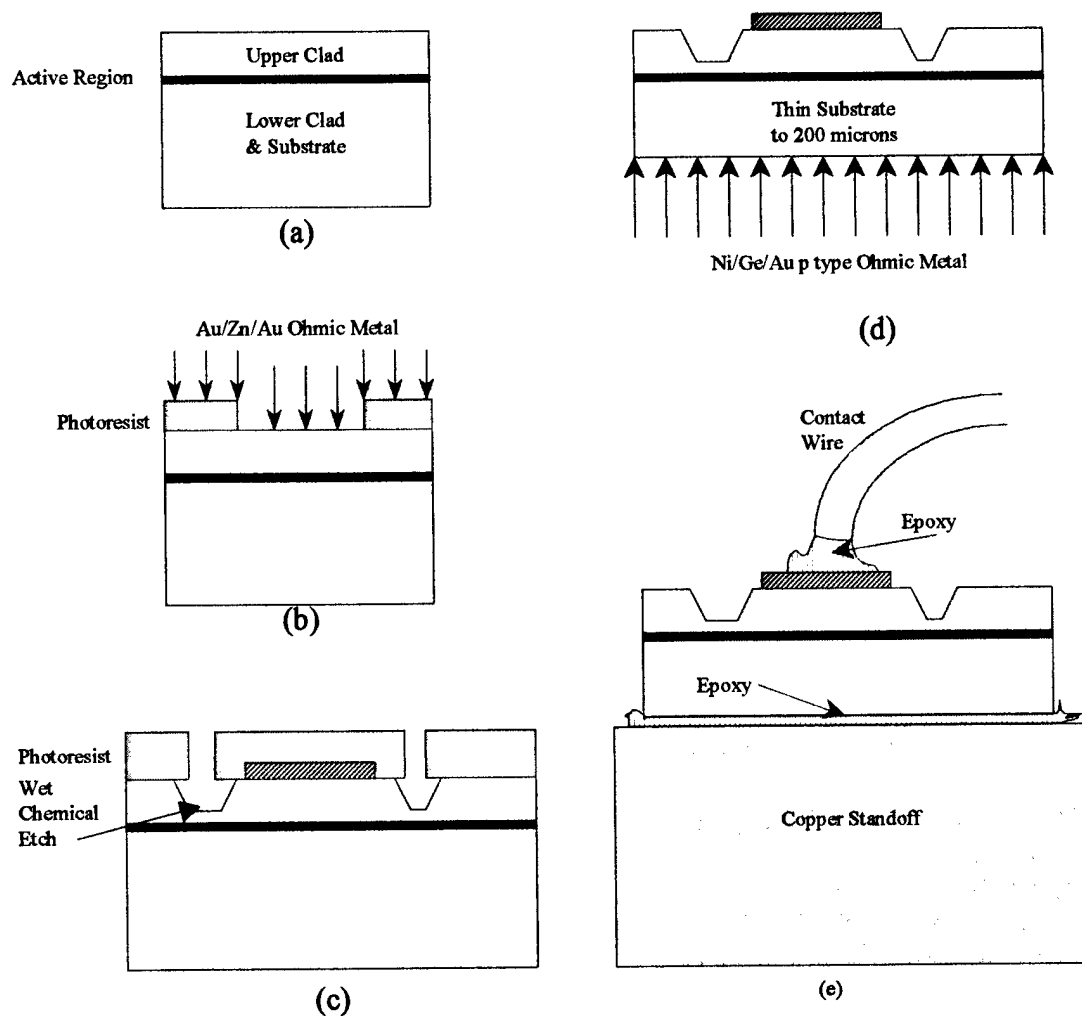 Upper Clad
Active Region
Lower Clad
& Substrate
(a)
Au/Zn/Au Ohmic Metal
Photoresist
(b)
Photoresist
Wet
Chemical
Etch
(c)
Thin Substrate
to 200 microns
Ni/Ge/Au p type Ohmic Metal
(d)
Contact
Wire
Epoxy
Epoxy
Copper Standoff
(e)